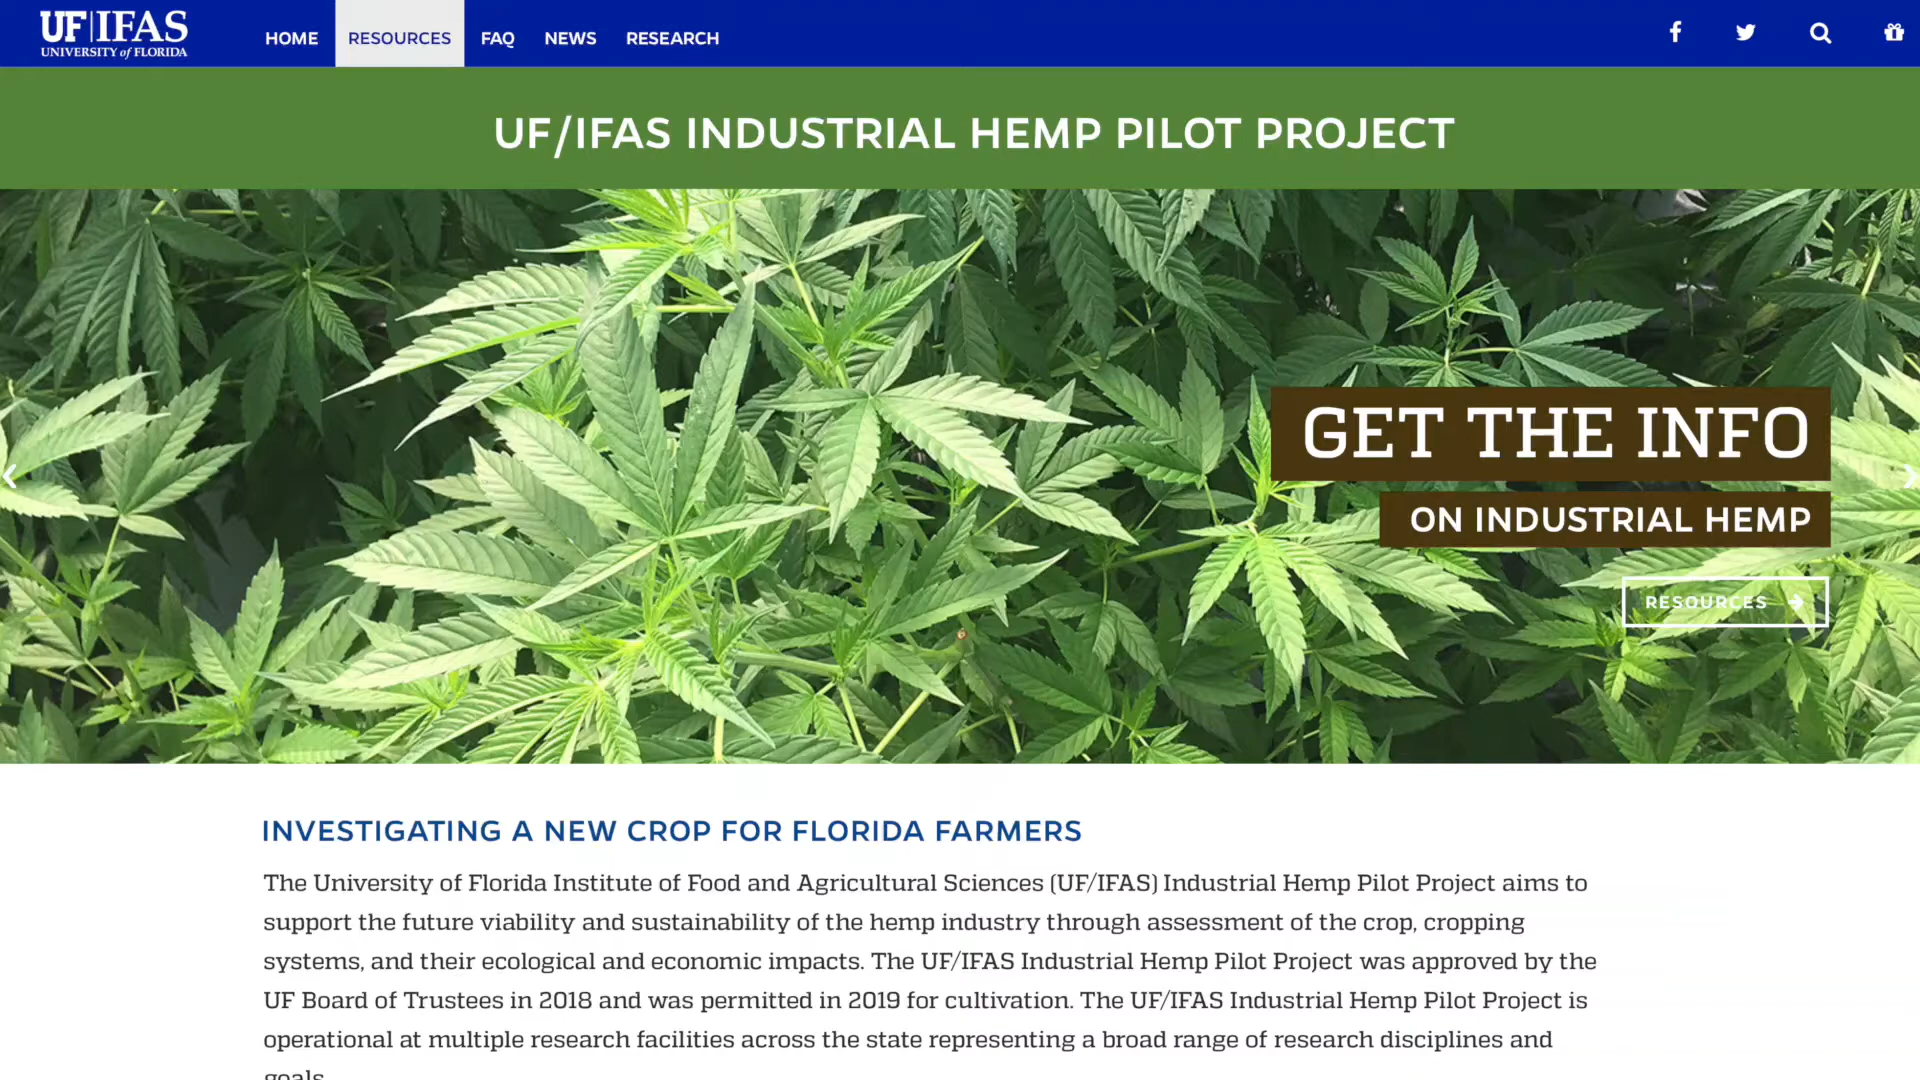 UF|IFAS
UNIVERSITY of FLORIDA
HOME RESOURCES FAQ NEWS RESEARCH
UF/IFAS INDUSTRIAL HEMP PILOT PROJECT
GET THE INFO
ON INDUSTRIAL HEMP
RESOURCES
INVESTIGATING A NEW CROP FOR FLORIDA FARMERS
The University of Florida Institute of Food and Agricultural Sciences (UF/IFAS) Industrial Hemp Pilot Project aims to
support the future viability and sustainability of the hemp industry through assessment of the crop, cropping
systems, and their ecological and economic impacts. The UF/IFAS Industrial Hemp Pilot Project was approved by the
UF Board of Trustees in 2018 and was permitted in 2019 for cultivation. The UF/IFAS Industrial Hemp Pilot Project is
operational at multiple research facilities across the state representing a broad range of research disciplines and
goals.